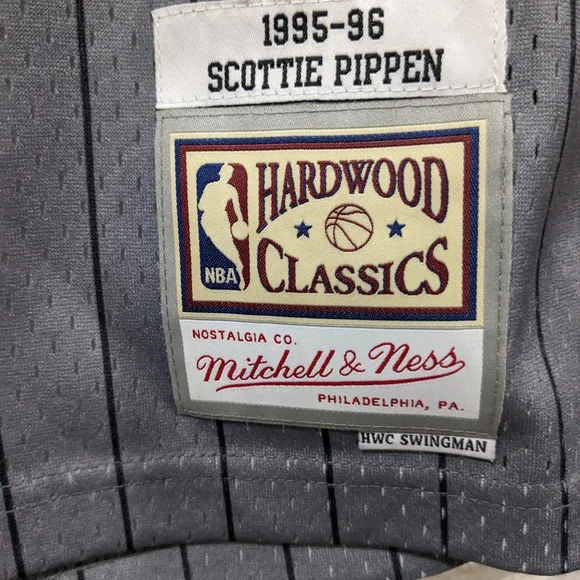 1995-96
SCOTTIE PIPPEN
HARDWOOD
NBA
CLASSICS
NOSTALGIA CO.
Mitchell & Ness
PHILADELPHIA, PA.
HWC SWINGMAN